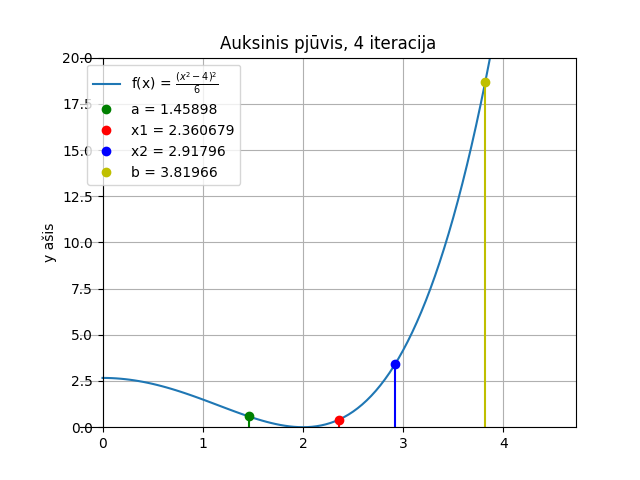 Auksinis pjūvis, 4 iteracija
f(x) = (x²−4)²/6
a = 1.45898
x1 = 2.360679
x2 = 2.91796
b = 3.81966
y ašis
20.0
17.5
15.0
12.5
10.0
7.5
5.0
2.5
0.0
0 1 2 3 4